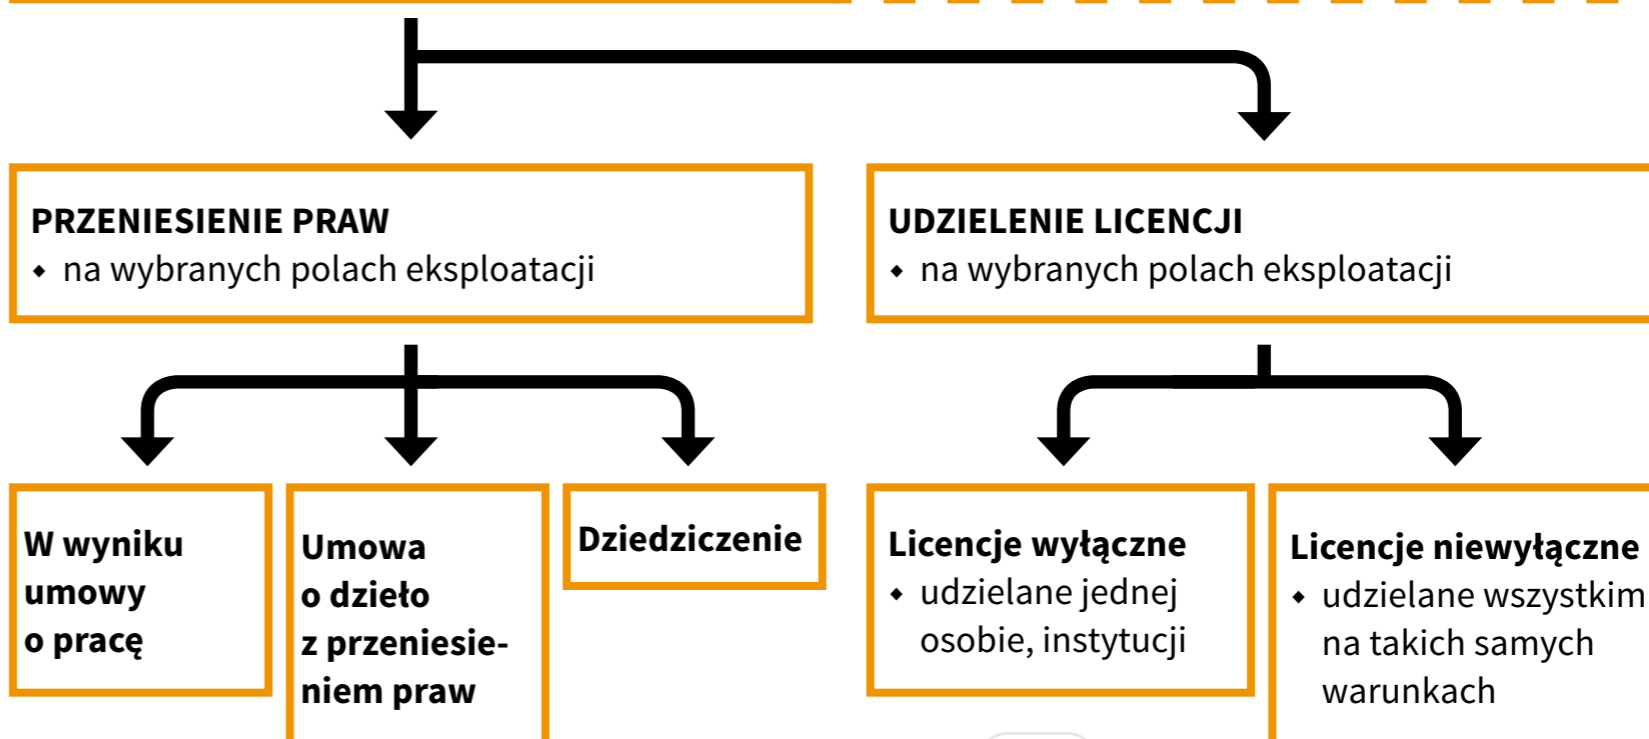 PRZENIESIENIE PRAW
⬥ na wybranych polach eksploatacji
UDZIELENIE LICENCJI
⬥ na wybranych polach eksploatacji
W wyniku
umowy
o pracę
Umowa
o dzieło
z przeniesie-
niem praw
Dziedziczenie
Licencje wyłączne
⬥ udzielane jednej
osobie, instytucji
Licencje niewyłączne
⬥ udzielane wszystkim
na takich samych
warunkach